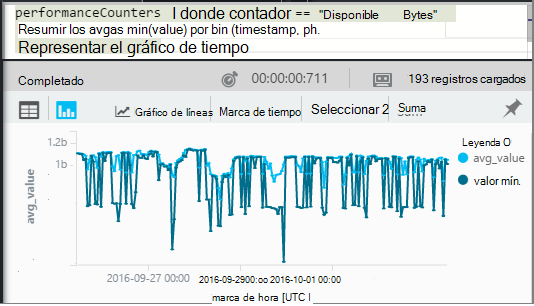 performanceCounters | donde contador == "Disponible Bytes"
Resumir los avgas min(value) por bin (timestamp, ph.
Representar el gráfico de tiempo
Completado 00:00:00:711 193 registros cargados
Gráfico de líneas Marca de tiempo Seleccionar 2 Suma
1.2b
1b
avg_value
Leyenda O
avg_value
valor mín.
2016-09-27 00:00 2016-09-2900:oo 2016-10-01 00:00
marca de hora [UTC |